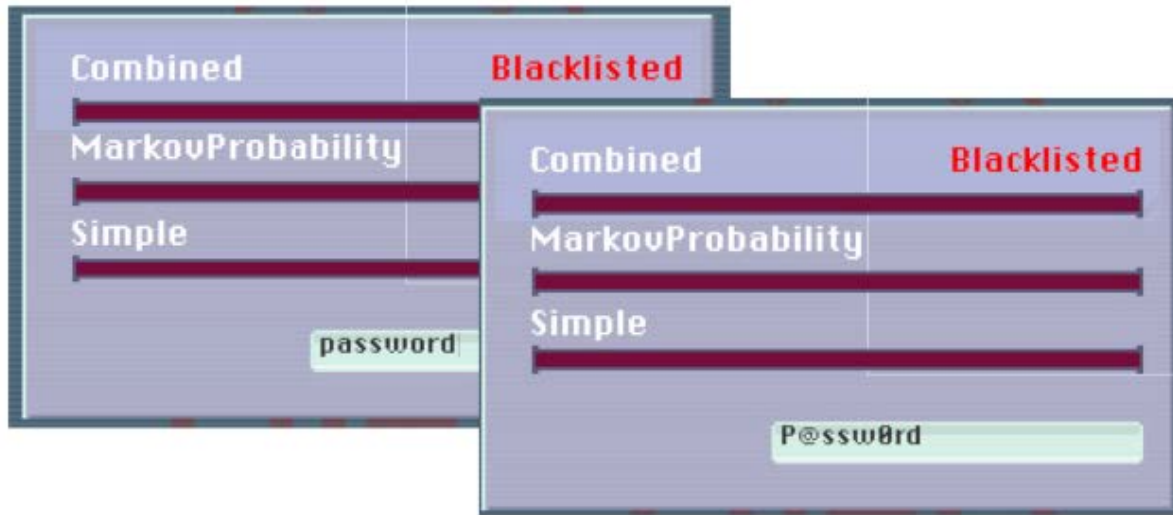 Combined Blacklisted
MarkovProbability
Simple
password
Combined Blacklisted
MarkovProbability
Simple
P@ssw0rd